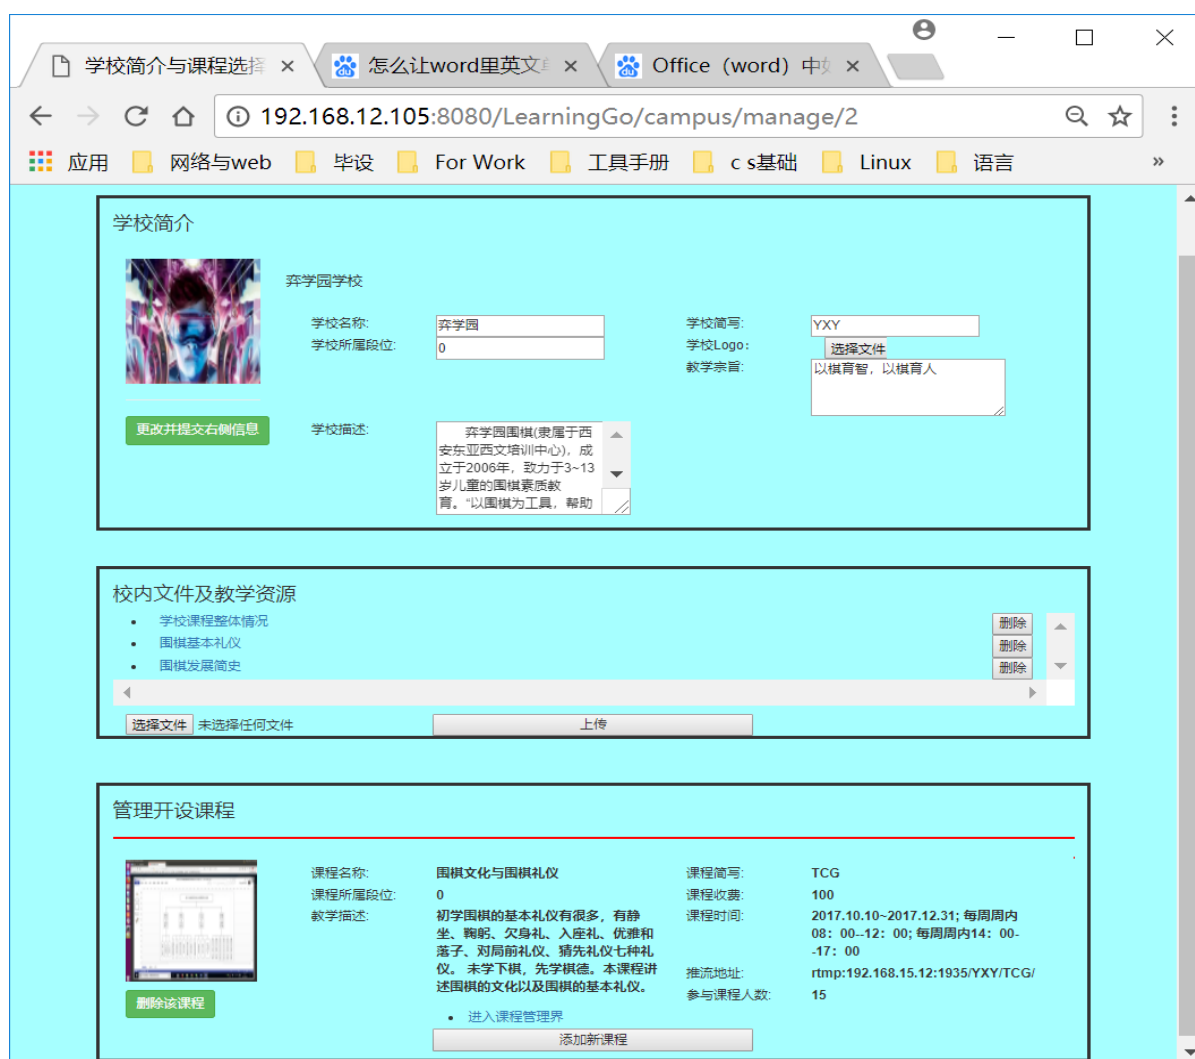 学校简介与课程选择
怎么让word里英文单
Office（word）中如
192.168.12.105:8080/LearningGo/campus/manage/2
应用 网络与web 毕设 For Work 工具手册 c s基础 Linux 语言 »
学校简介
弈学园学校
学校名称: 弈学园 学校简写: YXY
学校所属段位: 0 学校Logo: 选择文件
教学宗旨: 以棋育智，以棋育人
更改并提交右侧信息
学校描述: 弈学园围棋(隶属于西
安东亚西文培训中心)，成
立于2006年，致力于3~13
岁儿童的围棋素质教
育。“以围棋为工具，帮助
校内文件及教学资源
学校课程整体情况 删除
围棋基本礼仪 删除
围棋发展简史 删除
选择文件 未选择任何文件 上传
管理开设课程
课程名称: 围棋文化与围棋礼仪 课程简写: TCG
课程所属段位: 0 课程收费: 100
教学描述: 初学围棋的基本礼仪有很多，有静 课程时间: 2017.10.10~2017.12.31; 每周周内
坐、鞠躬、欠身礼、入座礼、优雅和 08：00--12：00; 每周周内14：00-
落子、对局前礼仪、猜先礼仪七种礼 -17：00
仪。 未学下棋，先学棋德。本课程讲 推流地址: rtmp:192.168.15.12:1935/YXY/TCG/
述围棋的文化以及围棋的基本礼仪。 参与课程人数: 15
删除该课程
进入课程管理界
添加新课程